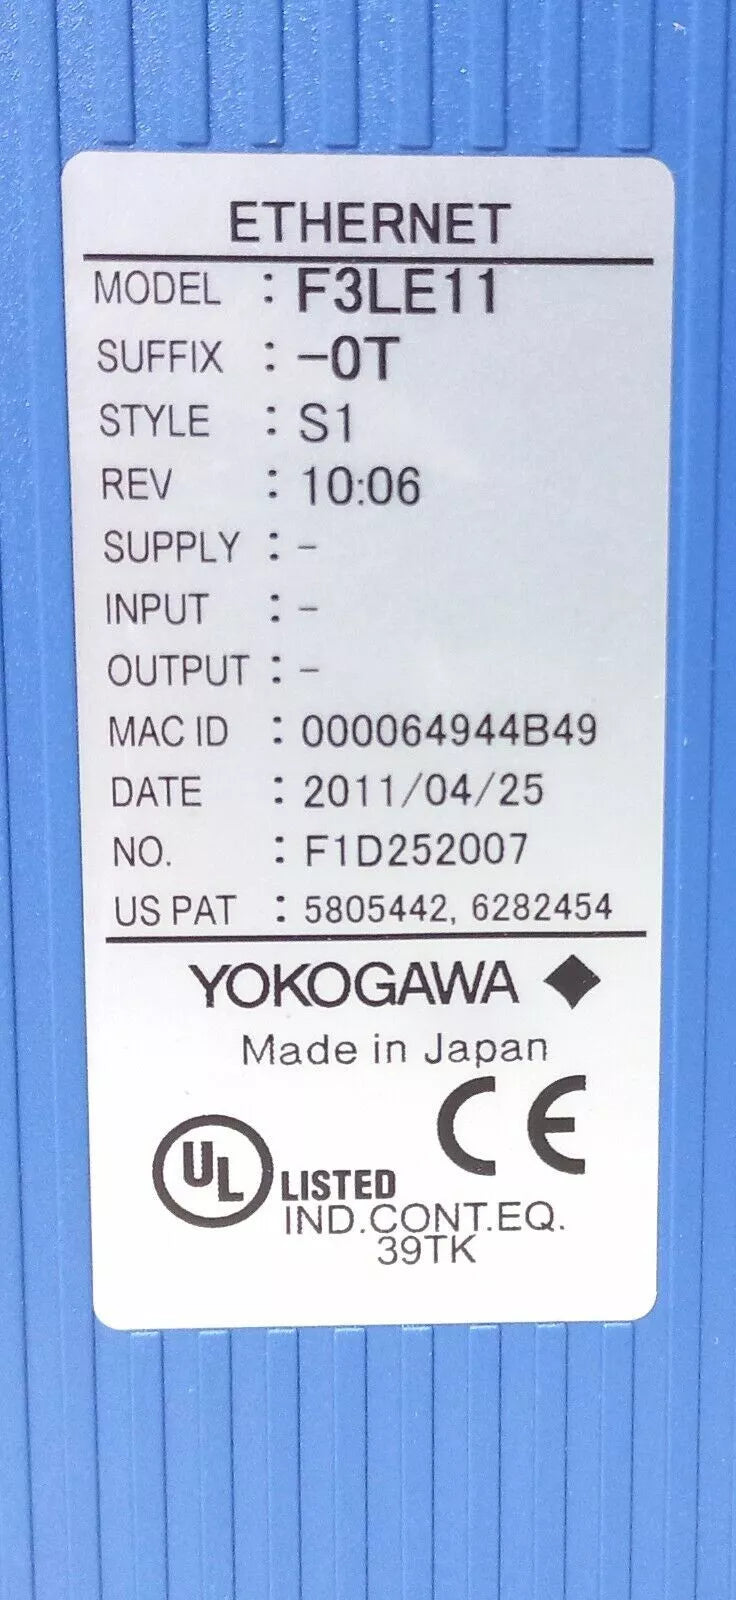 ETHERNET
MODEL : F3LE11
SUFFIX : -0T
STYLE : S1
REV : 10:06
SUPPLY : -
INPUT : -
OUTPUT : -
MAC ID : 000064944B49
DATE : 2011/04/25
NO. : F1D252007
US PAT : 5805442, 6282454
YOKOGAWA ◆
Made in Japan
CE
UL LISTED
IND.CONT.EQ.
39TK